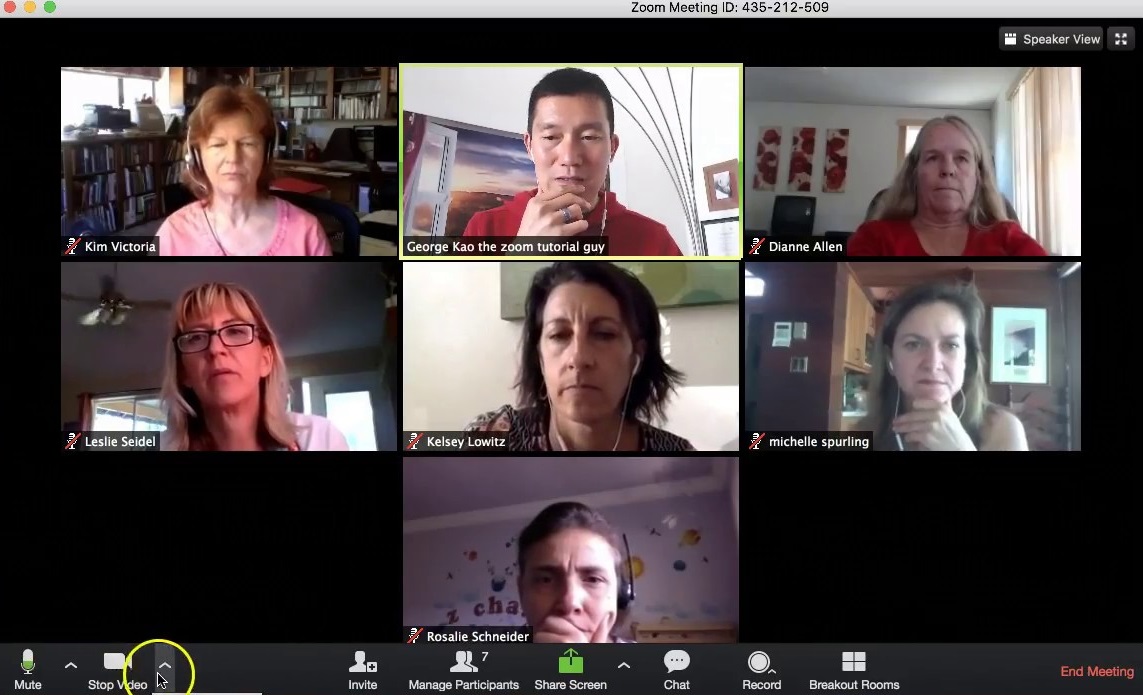 Zoom Meeting ID: 435-212-509
Speaker View
Kim Victoria
George Kao the zoom tutorial guy
Dianne Allen
Leslie Seidel
Kelsey Lowitz
michelle spurling
z cha
Rosalie Schneider
7
Mute
Stop Video
Invite
Manage Participants
Share Screen
Chat
Record
Breakout Rooms
End Meeting